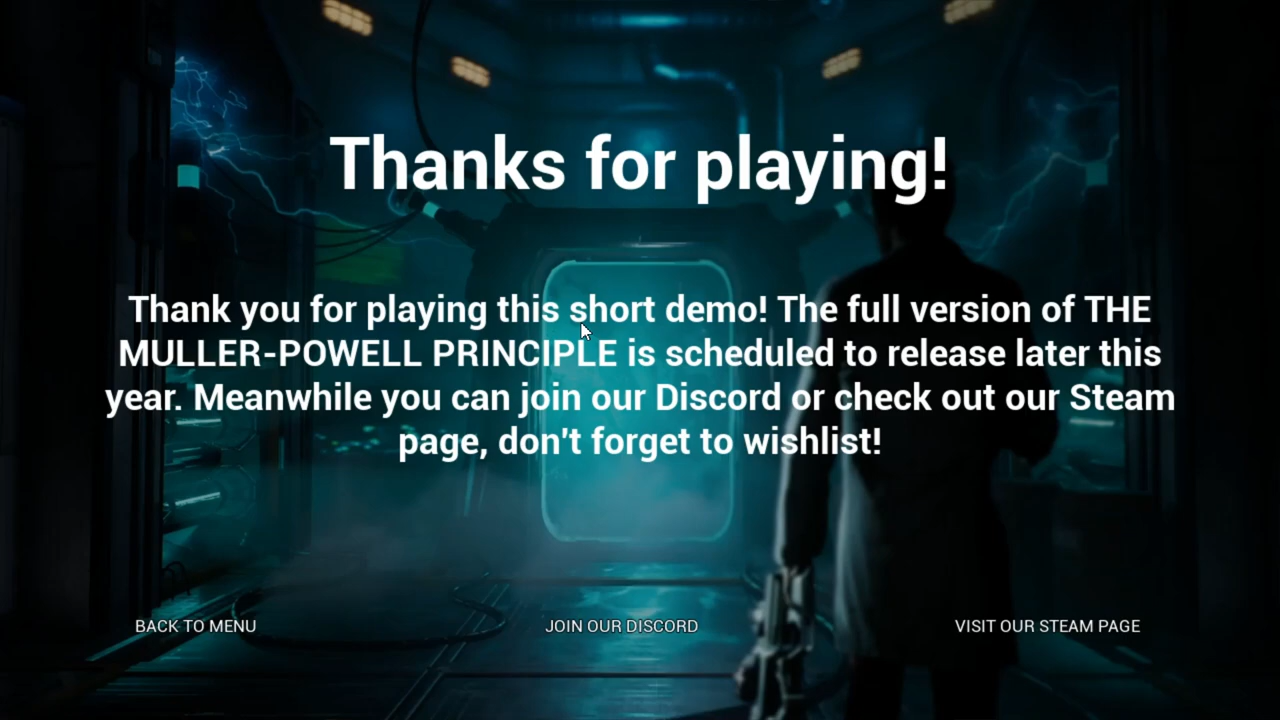 Thanks for playing!
Thank you for playing this short demo! The full version of THE
MULLER-POWELL PRINCIPLE is scheduled to release later this
year. Meanwhile you can join our Discord or check out our Steam
page, don't forget to wishlist!
BACK TO MENU
JOIN OUR DISCORD
VISIT OUR STEAM PAGE